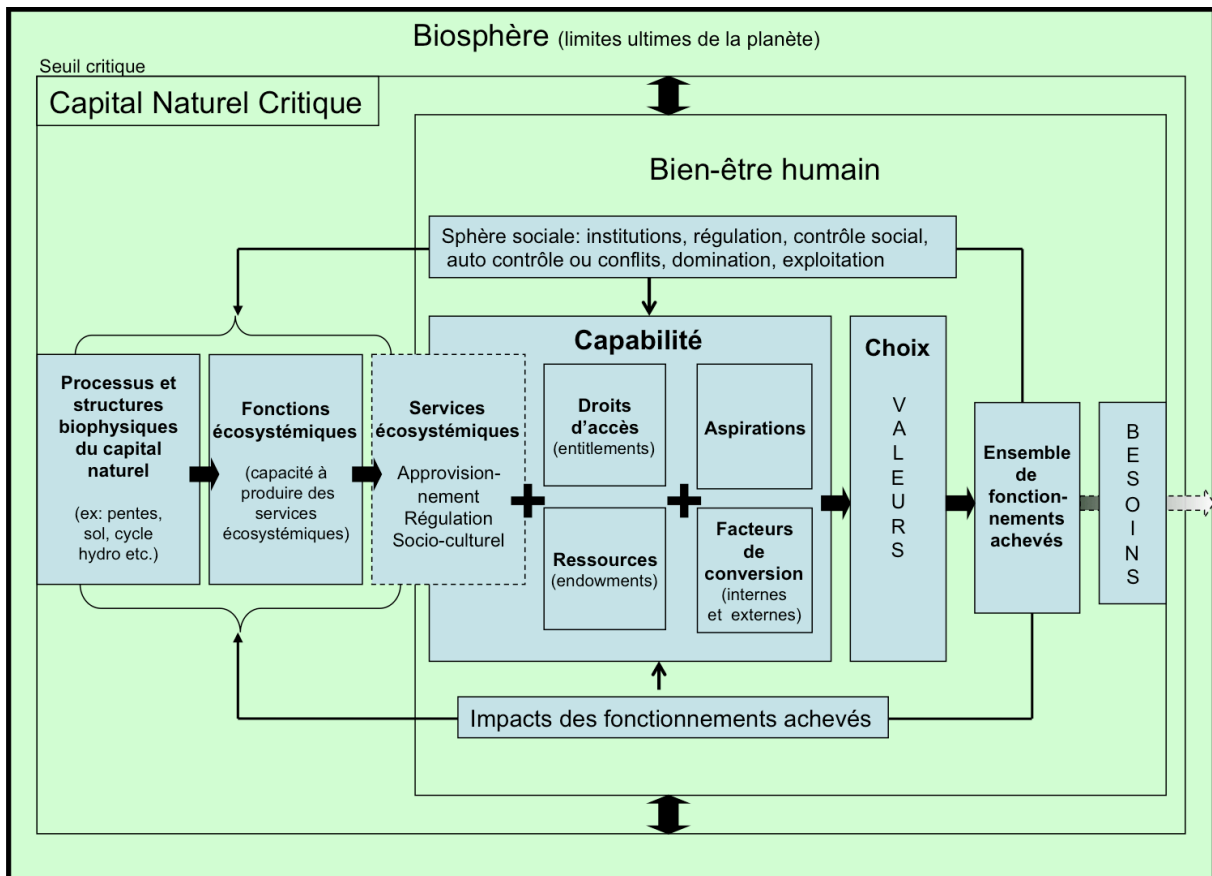 Biosphère (limites ultimes de la planète)
Seuil critique
Capital Naturel Critique
Bien-être humain
Sphère sociale: institutions, régulation, contrôle social,
auto contrôle ou conflits, domination, exploitation
Processus et
structures
biophysiques
du capital
naturel
(ex: pentes,
sol, cycle
hydro etc.)
Fonctions
écosystémiques
(capacité à
produire des
services
écosystémiques)
Services
écosystémiques
Approvision-
nement
Régulation
Socio-culturel
Capabilité
Droits
d'accès
(entitlements)
Aspirations
Ressources
(endowments)
Facteurs
de
conversion
(internes
et externes)
Choix
V
A
L
E
U
R
S
Ensemble
de
fonction-
nements
achevés
B
E
S
O
I
N
S
Impacts des fonctionnements achevés